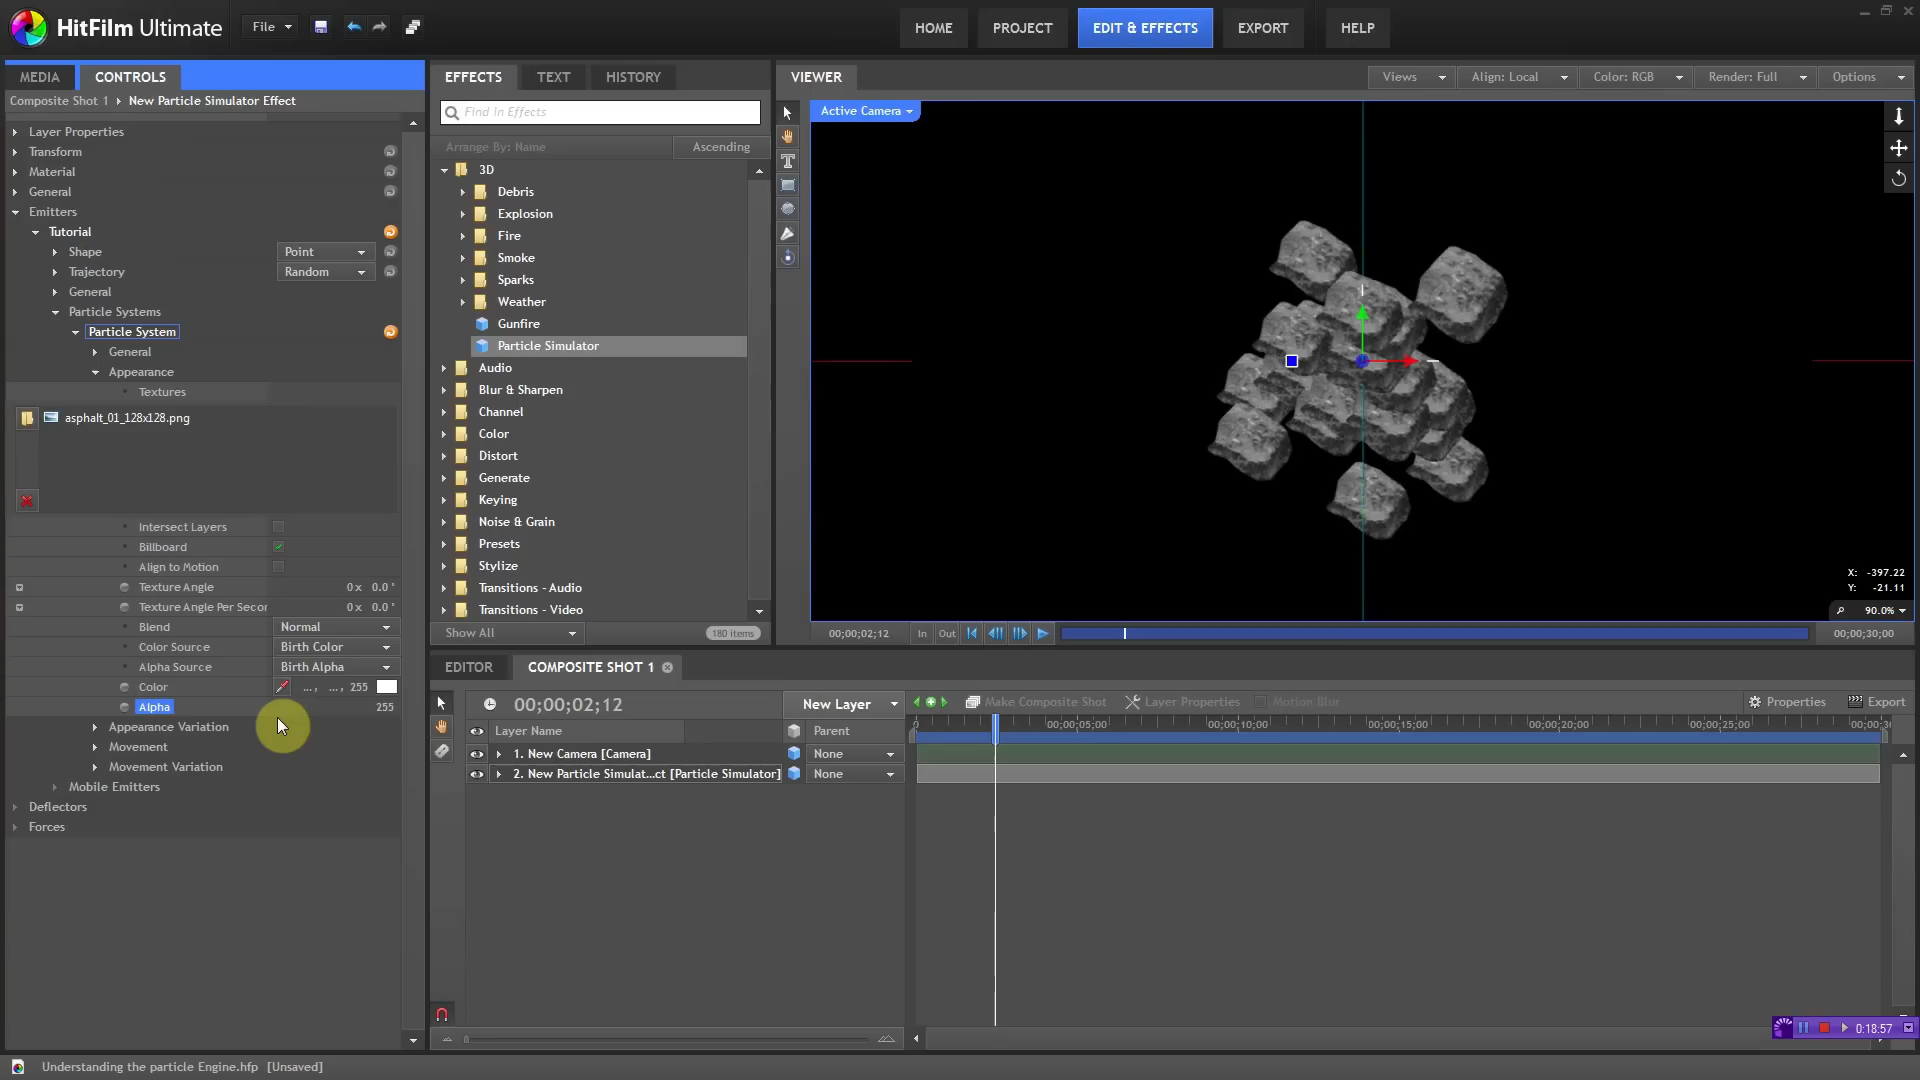 HitFilm Ultimate
File
HOME
PROJECT
EDIT & EFFECTS
EXPORT
HELP
MEDIA
CONTROLS
Composite Shot 1
New Particle Simulator Effect
Layer Properties
Transform
Material
General
Emitters
Tutorial
Shape
Point
Trajectory
Random
General
Particle Systems
Particle System
General
Appearance
Textures
asphalt_01_128x128.png
Intersect Layers
Billboard
Align to Motion
Texture Angle
0 x 0.0 °
Texture Angle Per Secor
0 x 0.0 °
Blend
Normal
Color Source
Birth Color
Alpha Source
Birth Alpha
Color
... , ... , 255
Alpha
255
Appearance Variation
Movement
Movement Variation
Mobile Emitters
Deflectors
Forces
EFFECTS
TEXT
HISTORY
Find in Effects
Arrange By: Name
Ascending
3D
Debris
Explosion
Fire
Smoke
Sparks
Weather
Gunfire
Particle Simulator
Audio
Blur & Sharpen
Channel
Color
Distort
Generate
Keying
Noise & Grain
Presets
Stylize
Transitions - Audio
Transitions - Video
Show All
180 items
VIEWER
Views
Align: Local
Color: RGB
Render: Full
Options
Active Camera
X: -397.22
Y: -21.11
90.0%
00;00;02;12
In
Out
00;00;30;00
EDITOR
COMPOSITE SHOT 1
00;00;02;12
New Layer
Make Composite Shot
Layer Properties
Motion Blur
Properties
Export
Layer Name
Parent
0
00;00;05;00
00;00;10;00
00;00;15;00
00;00;20;00
00;00;25;00
00;00;3
1. New Camera [Camera]
None
2. New Particle Simulat...ct [Particle Simulator]
None
0:18:57
Understanding the particle Engine.hfp [Unsaved]